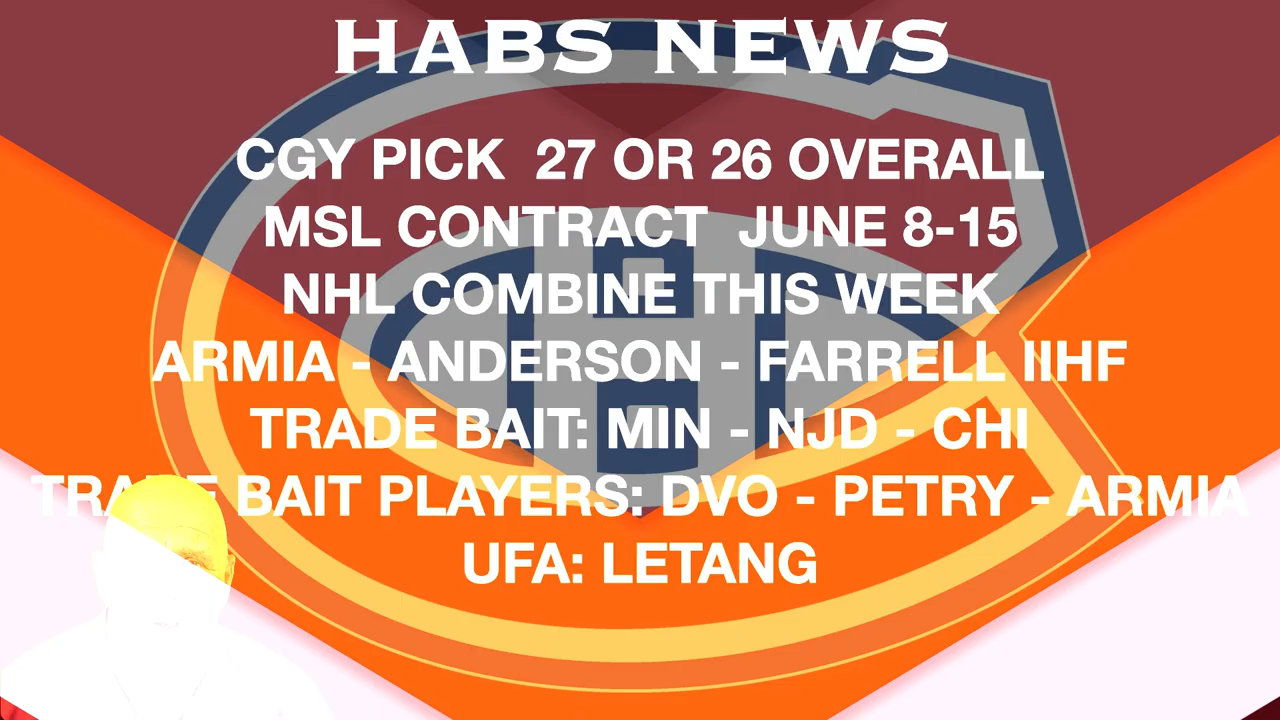 HABS NEWS
CGY PICK 27 OR 26 OVERALL
MSL CONTRACT JUNE 8-15
NHL COMBINE THIS WEEK
ARMIA - ANDERSON - FARRELL IIHF
TRADE BAIT: MIN - NJD - CHI
TRADE BAIT PLAYERS: DVO - PETRY - ARMIA
UFA: LETANG